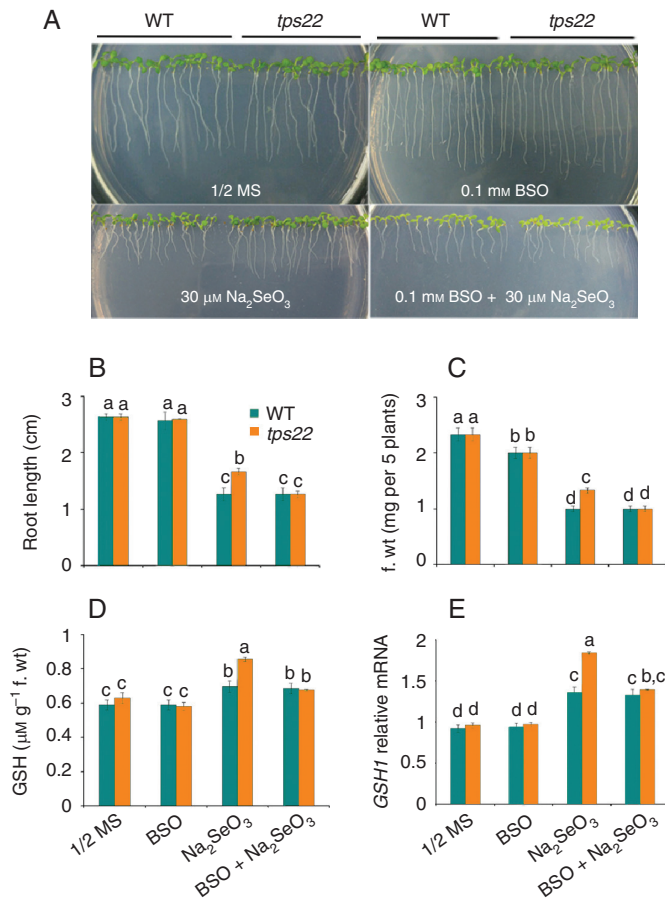 A
WT
tps22
WT
tps22
1/2 MS
0.1 mM BSO
30 μM Na₂SeO₃
0.1 mM BSO + 30 μM Na₂SeO₃
B
3
2
1
0
Root length (cm)
a a
a a
c b
c c
WT
tps22
C
3
2
1
0
f. wt (mg per 5 plants)
a a
b b
d c
d d
D
1
0.8
0.6
0.4
0.2
0
GSH (μM g⁻¹ f. wt)
c c
c c
b a
b b
1/2 MS
BSO
Na₂SeO₃
BSO + Na₂SeO₃
E
2
1.5
1
0.5
0
GSH1 relative mRNA
d d
d d
c a
c b,c
1/2 MS
BSO
Na₂SeO₃
BSO + Na₂SeO₃